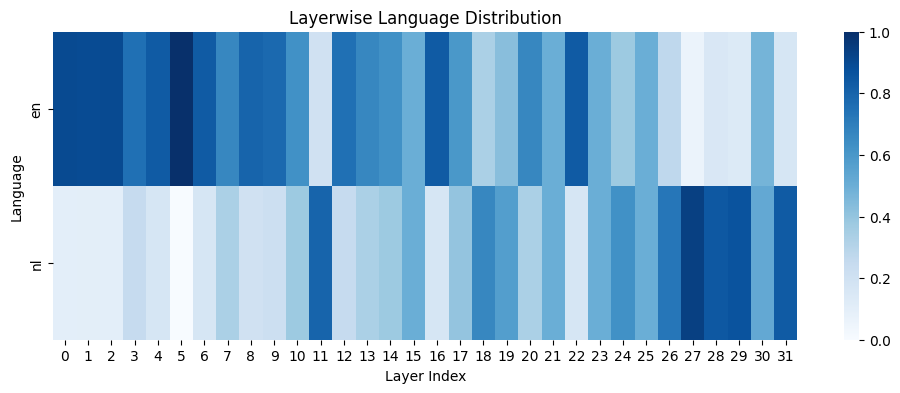 Layerwise Language Distribution
Language
en
nl
0 1 2 3 4 5 6 7 8 9 10 11 12 13 14 15 16 17 18 19 20 21 22 23 24 25 26 27 28 29 30 31
Layer Index
1.0
0.8
0.6
0.4
0.2
0.0